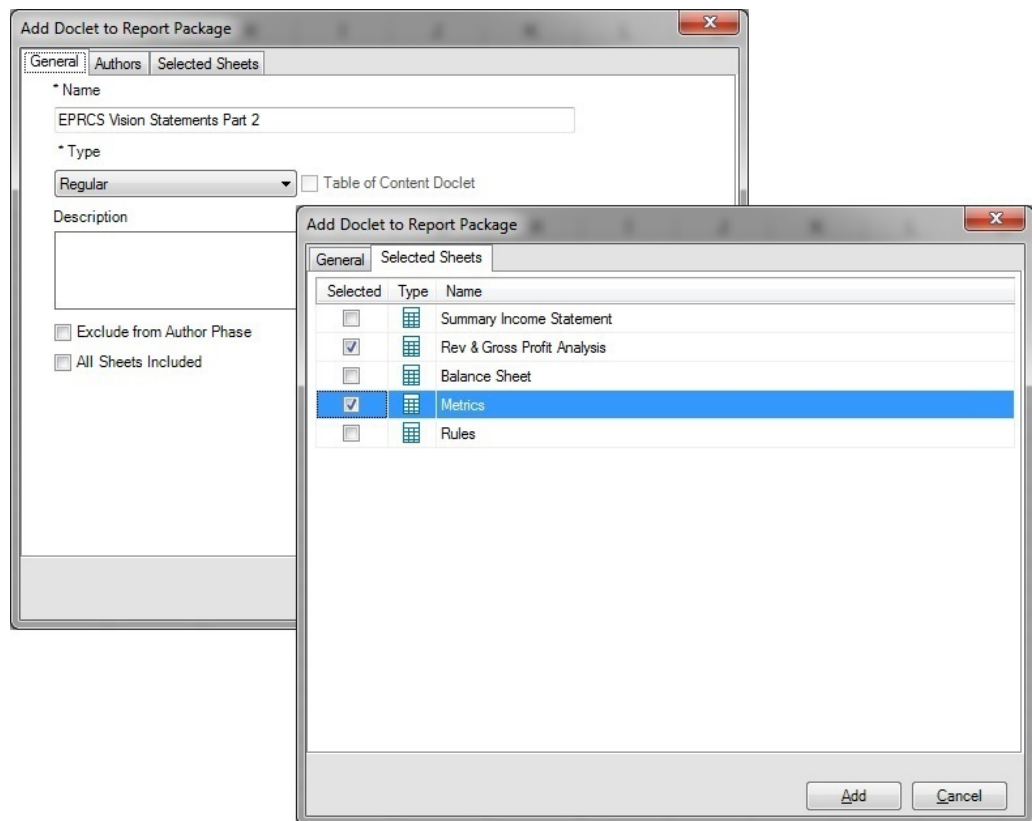 Add Doclet to Report Package
General Authors Selected Sheets
* Name
EPRCS Vision Statements Part 2
* Type
Regular Table of Content Doclet
Description
Exclude from Author Phase
All Sheets Included
Add Doclet to Report Package
General Selected Sheets
Selected Type Name
Summary Income Statement
Rev & Gross Profit Analysis
Balance Sheet
Metrics
Rules
Add Cancel